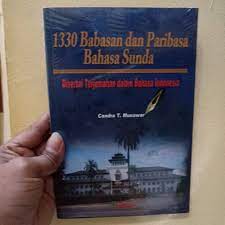 1330 Babasan dan Paribasa
Bahasa Sunda
Disertai Terjemahan dalam Bahasa Indonesia
Candra T. Munawar